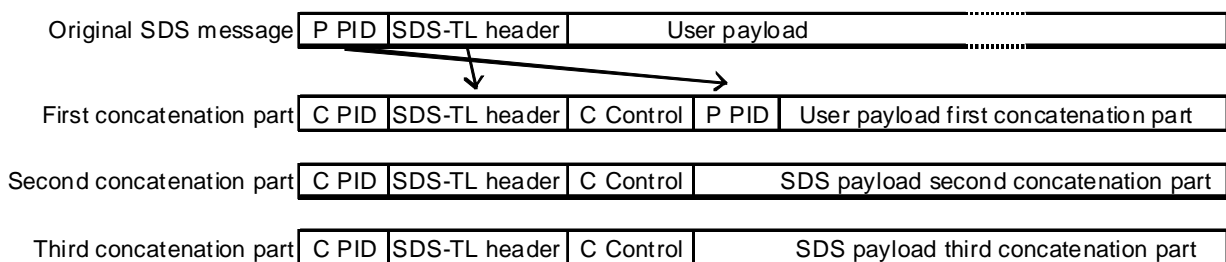 Original SDS message P PID SDS-TL header User payload
First concatenation part C PID SDS-TL header C Control P PID User payload first concatenation part
Second concatenation part C PID SDS-TL header C Control SDS payload second concatenation part
Third concatenation part C PID SDS-TL header C Control SDS payload third concatenation part